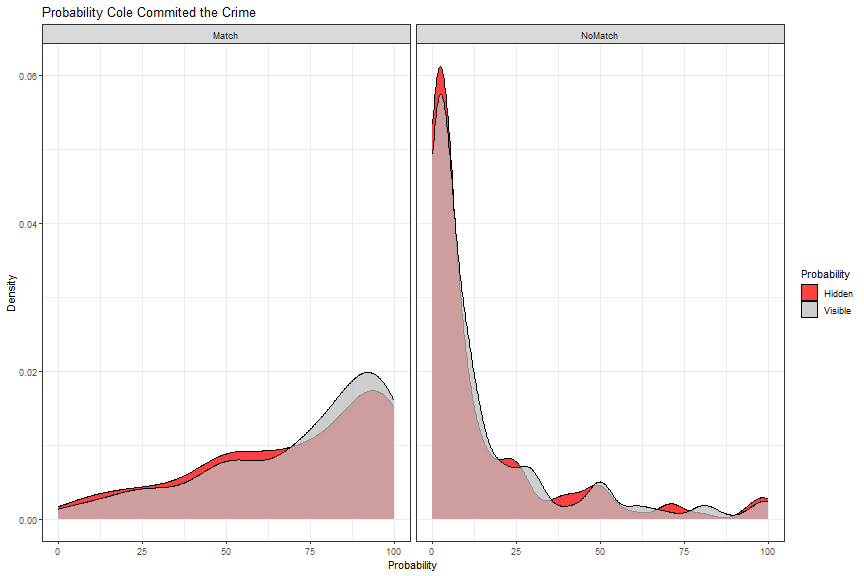 Probability Cole Commited the Crime
Match
NoMatch
0.06
0.04
0.02
0.00
Density
0 25 50 75 100
0 25 50 75 100
Probability
Probability
Hidden
Visible